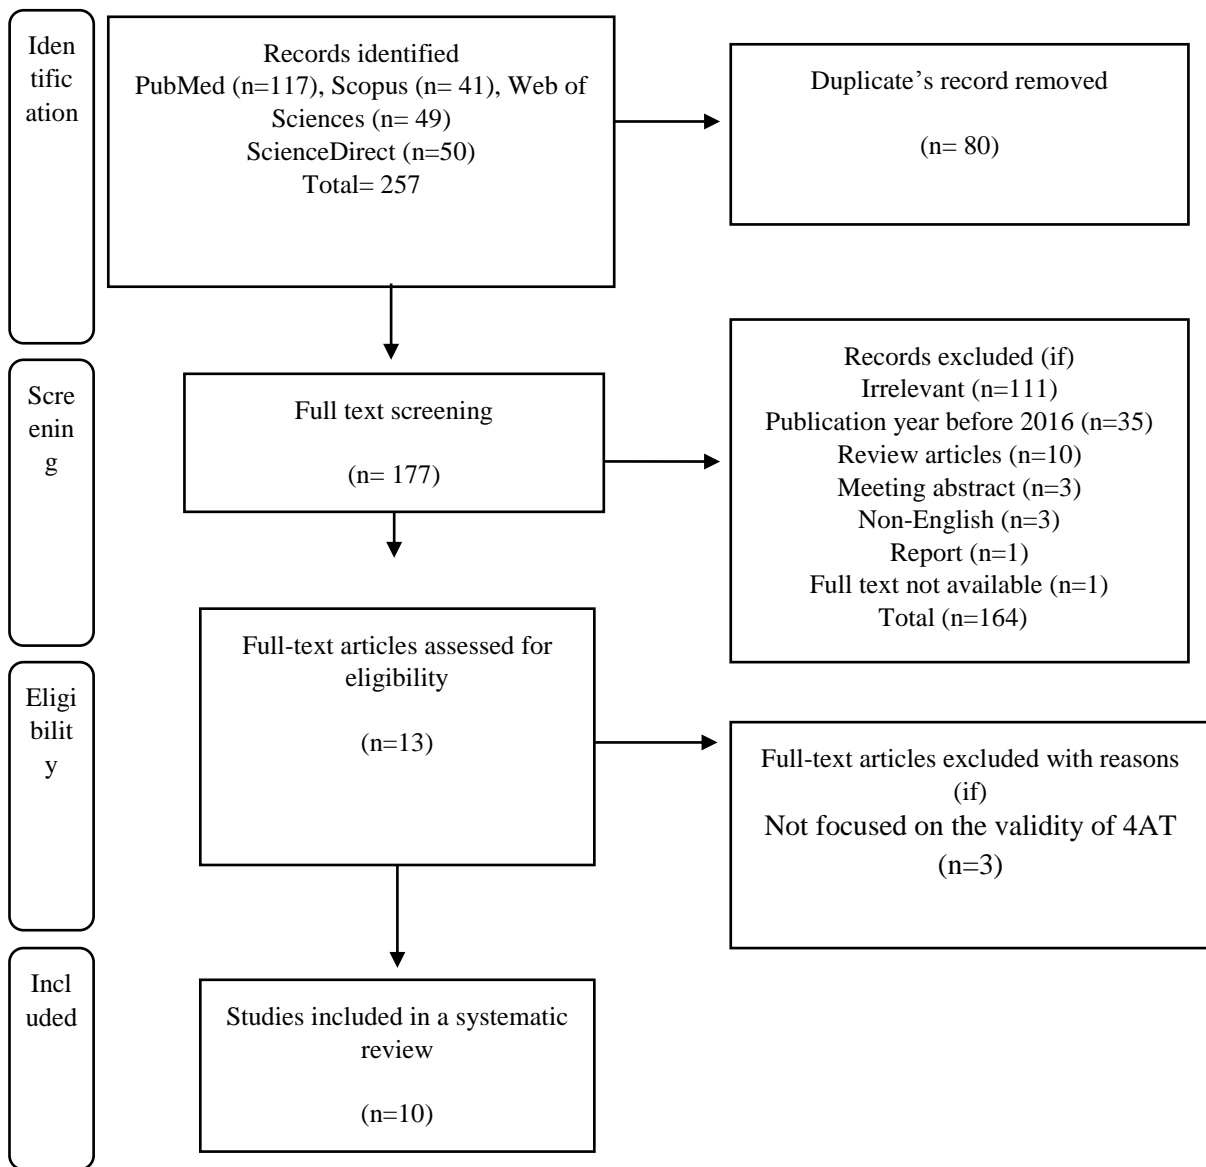 Iden
tific
ation
Records identified
PubMed (n=117), Scopus (n= 41), Web of
Sciences (n= 49)
ScienceDirect (n=50)
Total= 257
Duplicate's record removed
(n= 80)
Scre
enin
g
Full text screening
(n= 177)
Records excluded (if)
Irrelevant (n=111)
Publication year before 2016 (n=35)
Review articles (n=10)
Meeting abstract (n=3)
Non-English (n=3)
Report (n=1)
Full text not available (n=1)
Total (n=164)
Eligi
bilit
y
Full-text articles assessed for
eligibility
(n=13)
Full-text articles excluded with reasons
(if)
Not focused on the validity of 4AT
(n=3)
Incl
uded
Studies included in a systematic
review
(n=10)